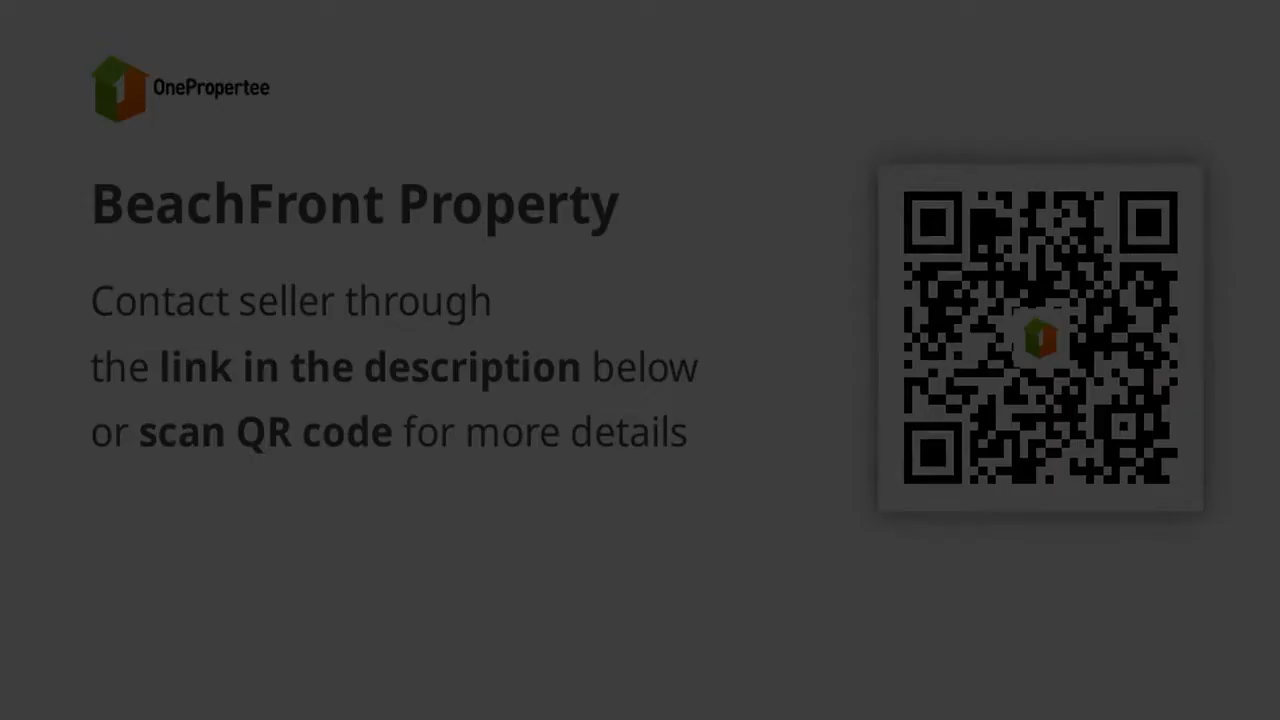 OnePropertee
BeachFront Property
Contact seller through
the link in the description below
or scan QR code for more details